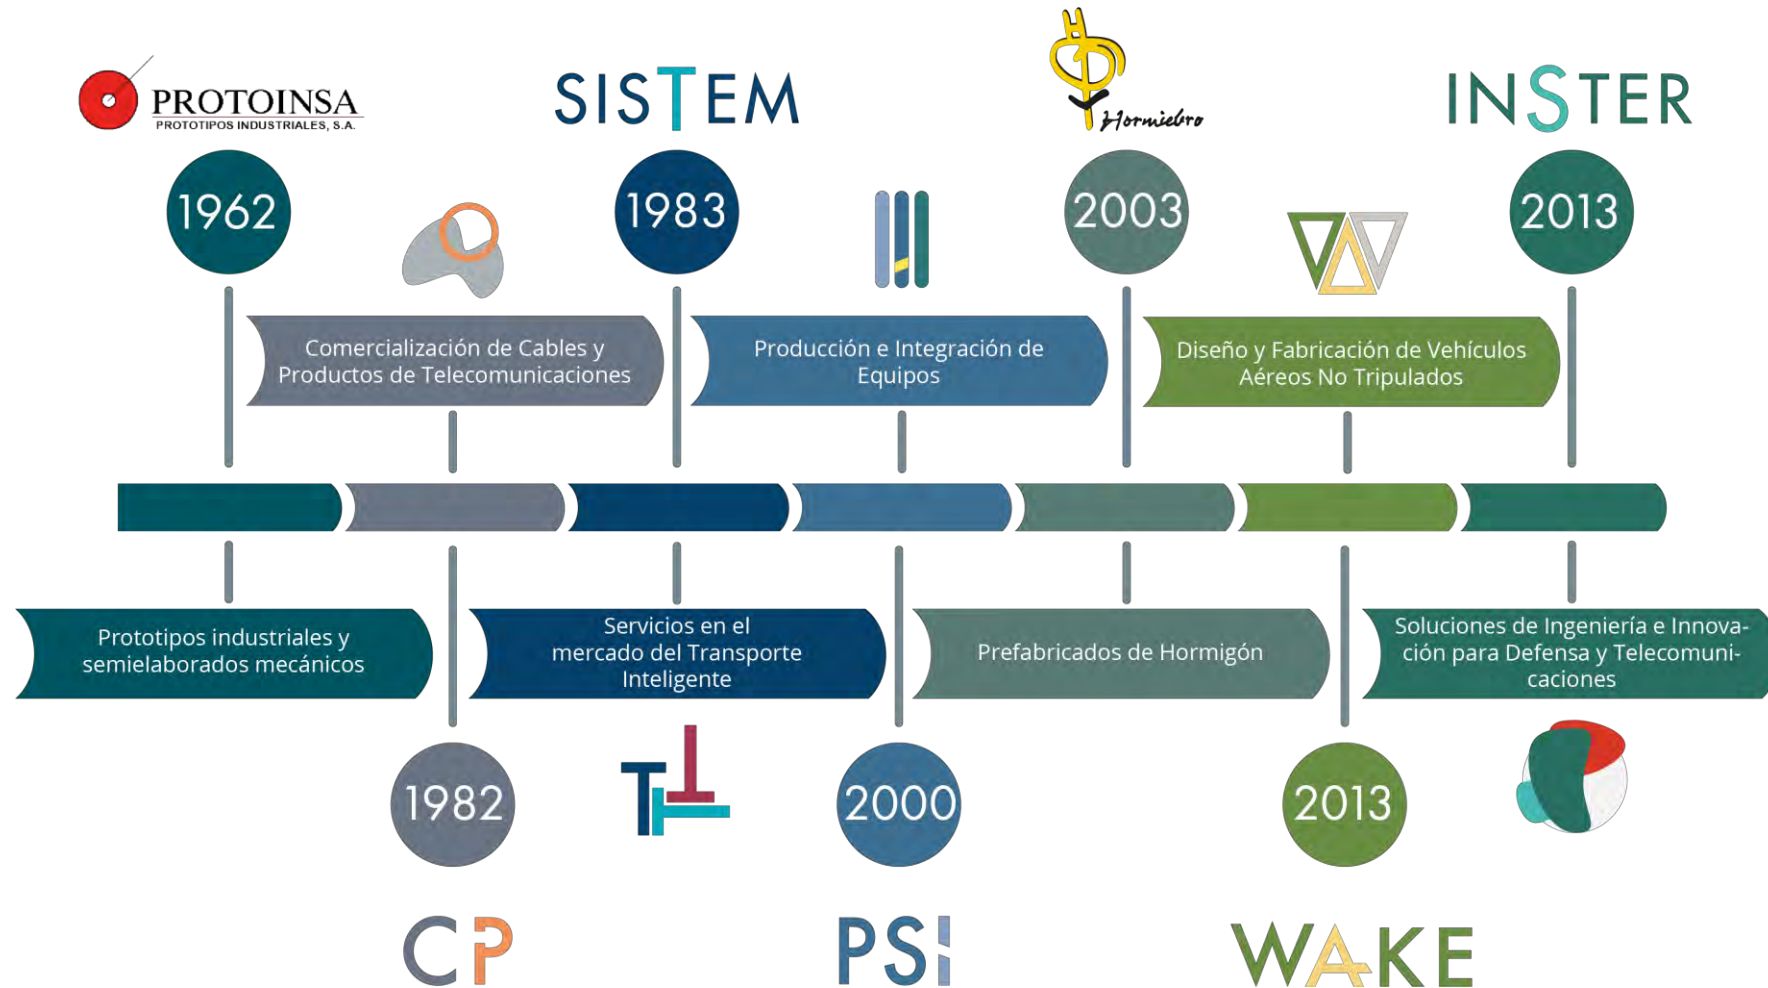 PROTOINSA
PROTOTIPOS INDUSTRIALES, S.A.
SISTEM
Hormiebro
INSTER
1962
1983
2003
2013
Comercialización de Cables y
Productos de Telecomunicaciones
Producción e Integración de
Equipos
Diseño y Fabricación de Vehículos
Aéreos No Tripulados
Prototipos industriales y
semielaborados mecánicos
Servicios en el
mercado del Transporte
Inteligente
Prefabricados de Hormigón
Soluciones de Ingeniería e Innova-
ción para Defensa y Telecomuni-
caciones
1982
2000
2013
CP
PSI
WAKE